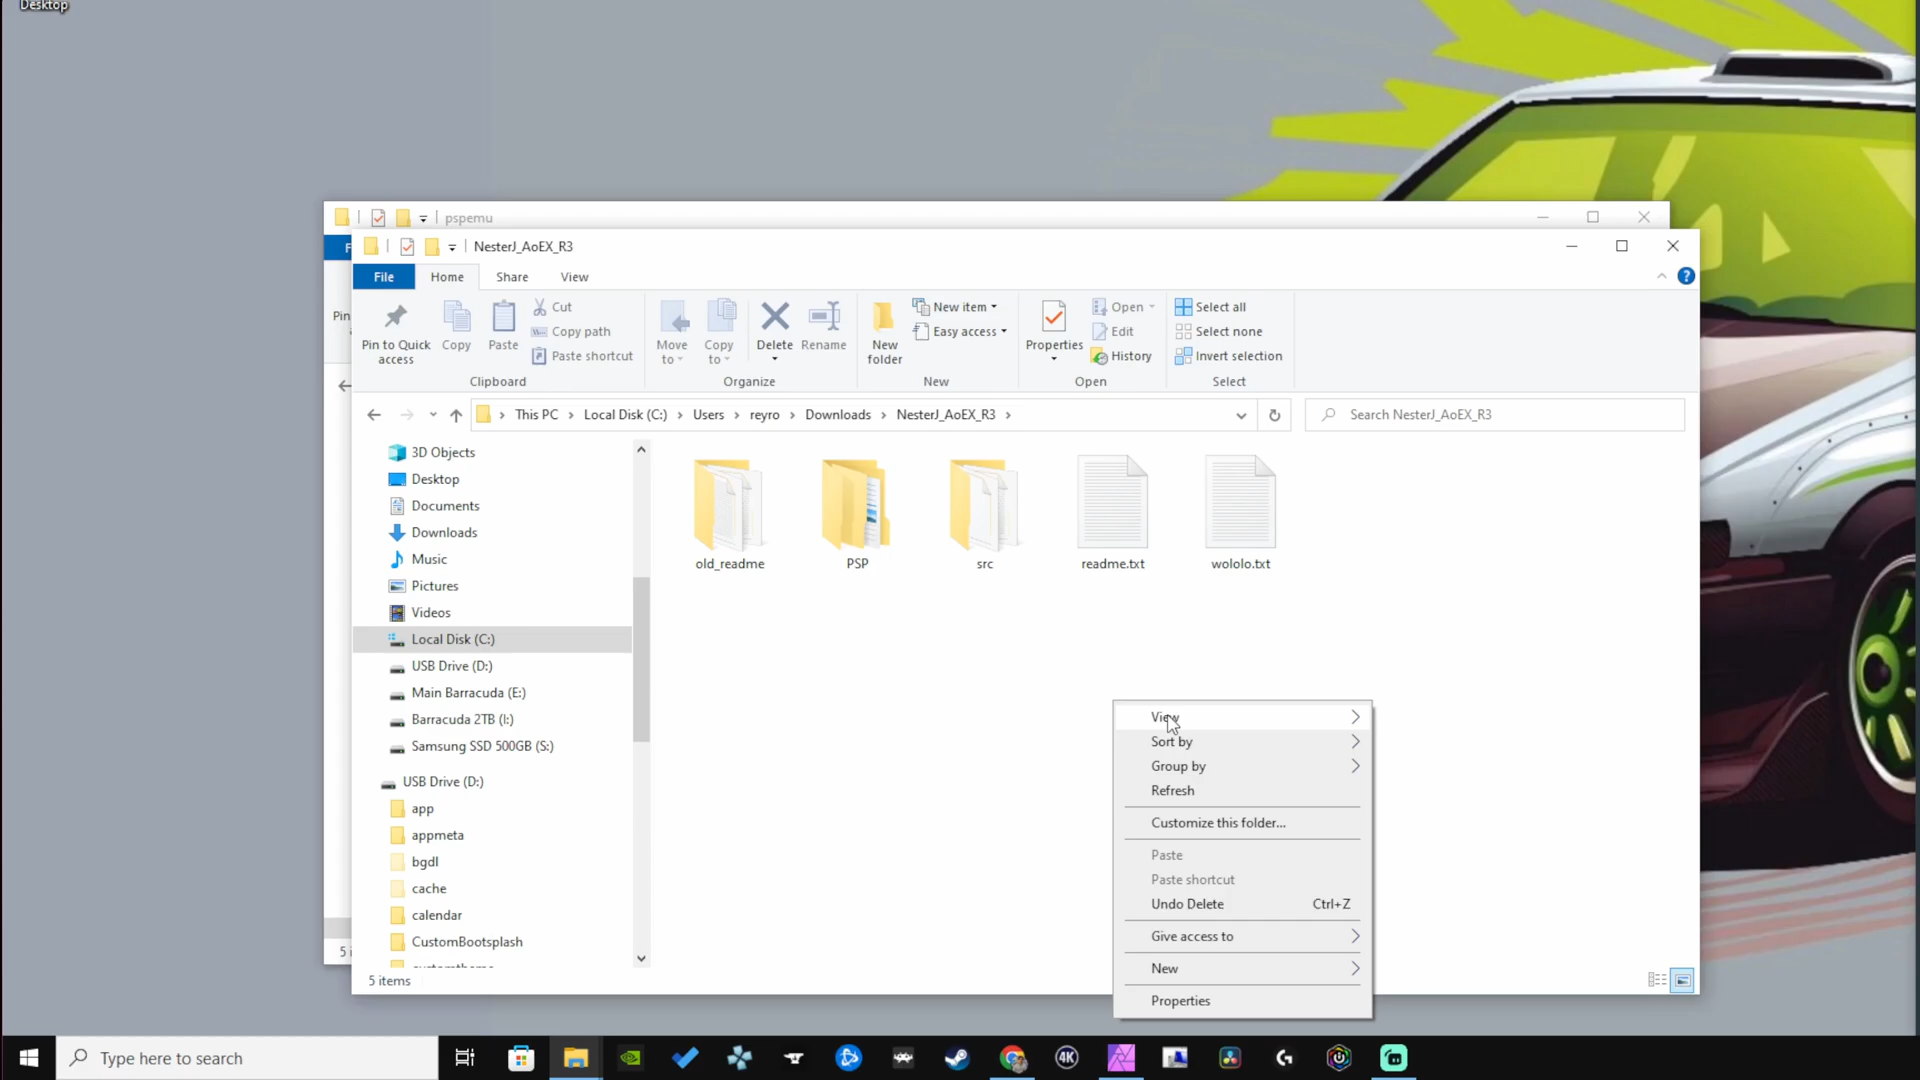 Desktop
pspemu
NesterJ_AoEX_R3
File Home Share View
Pin to Quick access
Copy
Paste
Cut
Copy path
Paste shortcut
Clipboard
Move to
Copy to
Delete
Rename
Organize
New folder
New item
Easy access
New
Properties
Open
Edit
History
Open
Select all
Select none
Invert selection
Select
This PC > Local Disk (C:) > Users > reyro > Downloads > NesterJ_AoEX_R3 >
Search NesterJ_AoEX_R3
3D Objects
Desktop
Documents
Downloads
Music
Pictures
Videos
Local Disk (C:)
USB Drive (D:)
Main Barracuda (E:)
Barracuda 2TB (I:)
Samsung SSD 500GB (S:)
USB Drive (D:)
app
appmeta
bgdl
cache
calendar
CustomBootsplash
old_readme
PSP
src
readme.txt
wololo.txt
View
Sort by
Group by
Refresh
Customize this folder...
Paste
Paste shortcut
Undo Delete Ctrl+Z
Give access to
New
Properties
5 items
Type here to search
4K